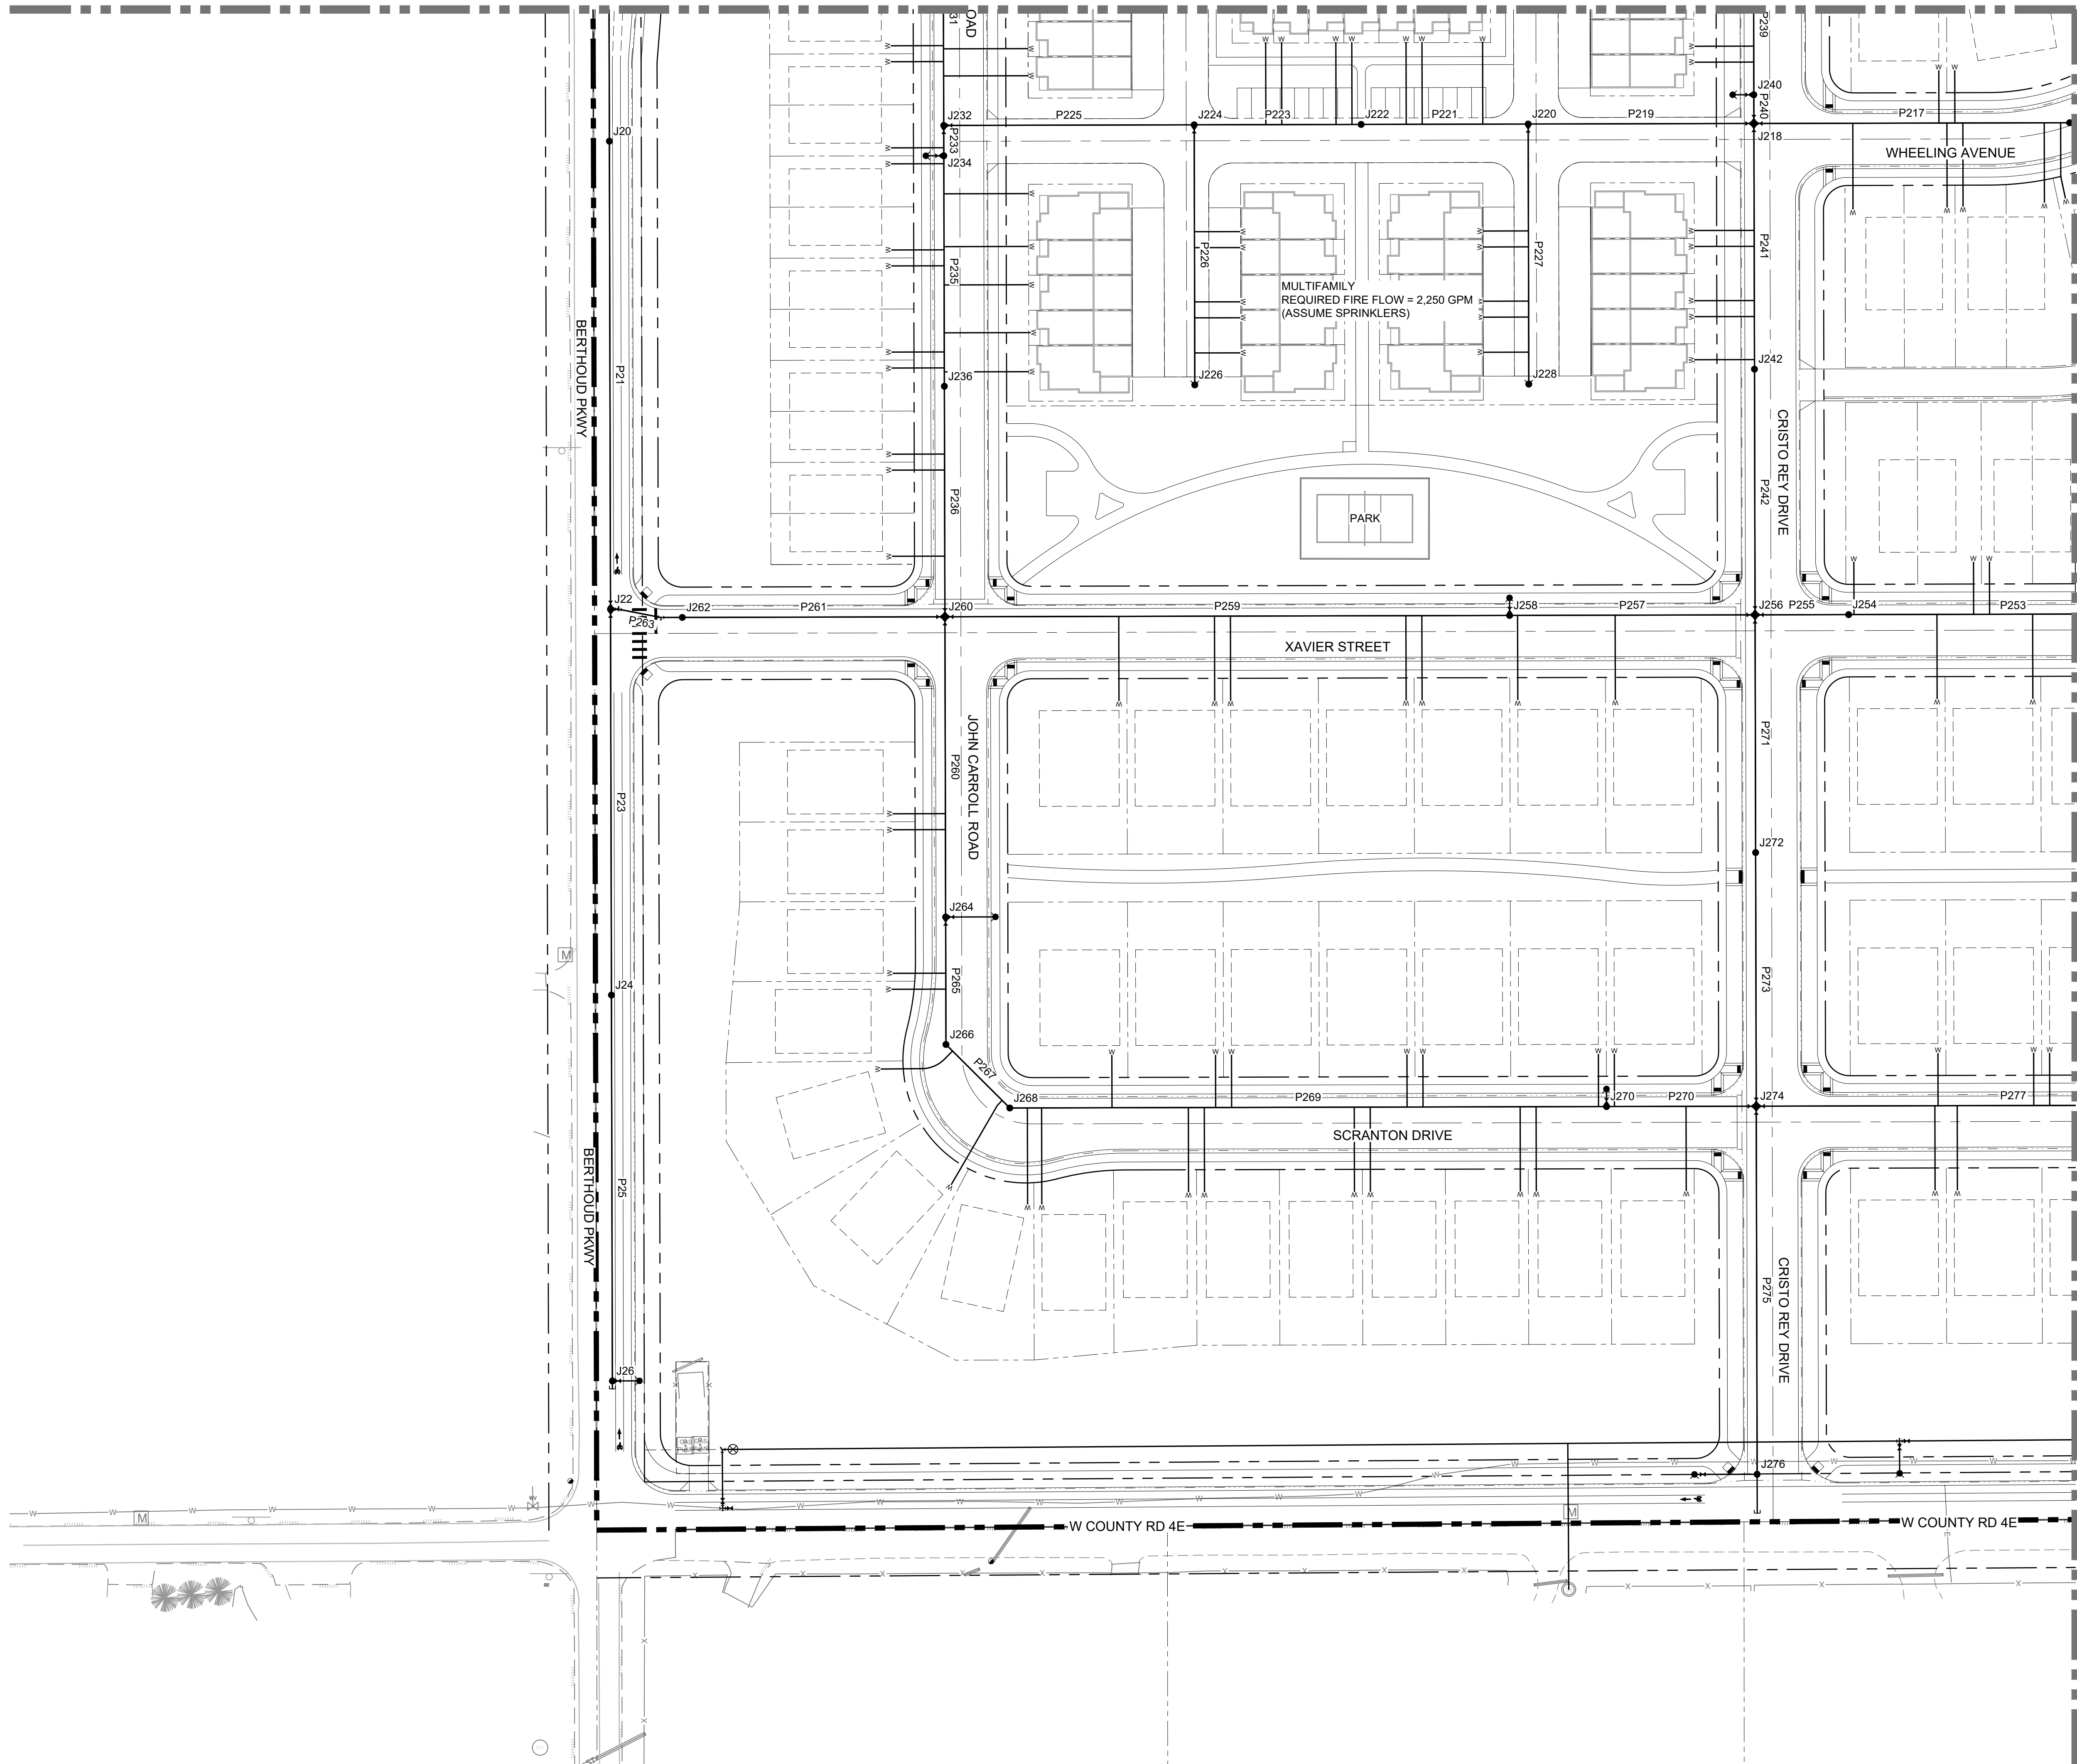 31
OAD
P239
J240
P240
J232
P225
J224
P223
J222
P221
J220
P219
P217
J218
J20
P233
J234
WHEELING AVENUE
P235
P226
P227
P241
MULTIFAMILY
REQUIRED FIRE FLOW = 2,250 GPM
(ASSUME SPRINKLERS)
BERTHOUD PKWY
P21
J236
J226
J228
J242
CRISTO REY DRIVE
P236
P242
PARK
J22
P263
J262
P261
J260
P259
J258
P257
J256
P255
J254
P253
XAVIER STREET
JOHN CARROLL ROAD
P260
P271
P23
J272
J264
M
J24
P265
P273
J266
P267
J268
P269
J270
P270
J274
P277
SCRANTON DRIVE
BERTHOUD PKWY
P25
CRISTO REY DRIVE
P275
J26
J276
WV
M
M
W COUNTY RD 4E
W COUNTY RD 4E